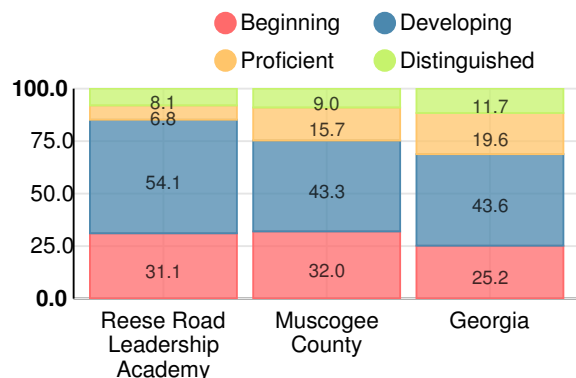 Beginning Developing
Proficient Distinguished
100.0
75.0
50.0
25.0
0.0
8.1
6.8
54.1
31.1
9.0
15.7
43.3
32.0
11.7
19.6
43.6
25.2
Reese Road
Leadership
Academy
Muscogee
County
Georgia